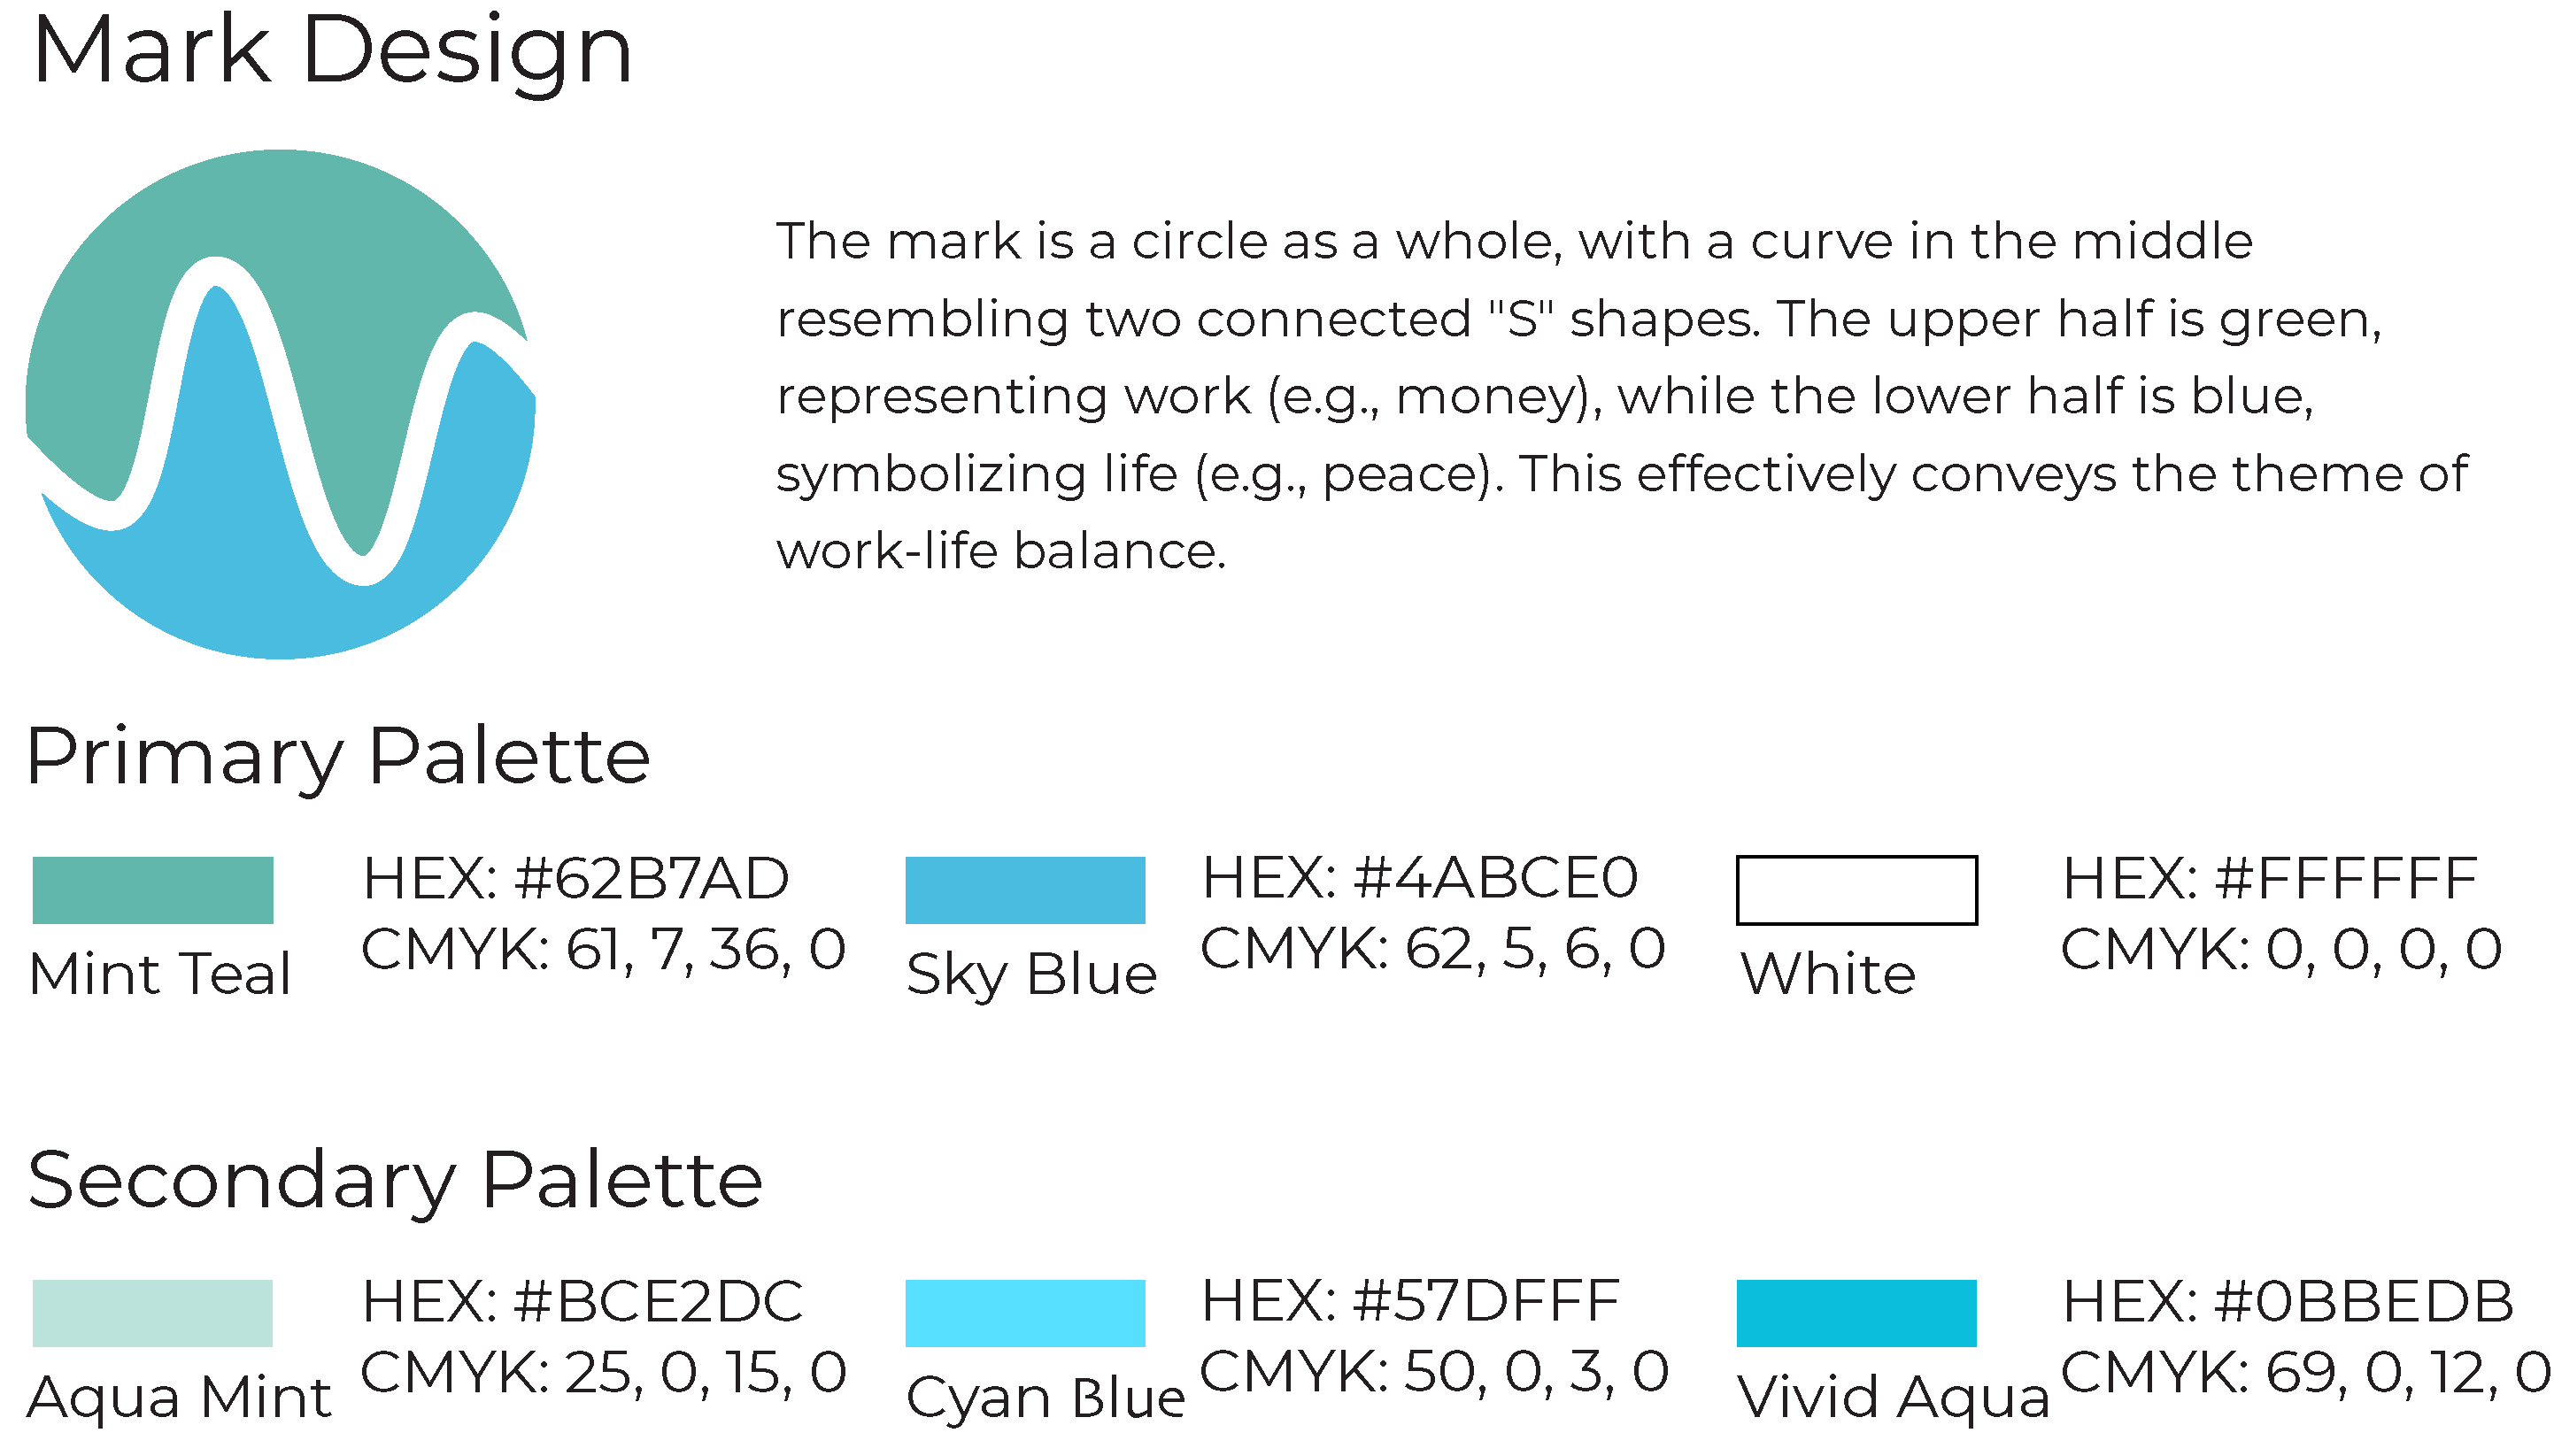 Mark Design
The mark is a circle as a whole, with a curve in the middle
resembling two connected "S" shapes. The upper half is green,
representing work (e.g., money), while the lower half is blue,
symbolizing life (e.g., peace). This effectively conveys the theme of
work-life balance.
Primary Palette
HEX: #62B7AD
CMYK: 61, 7, 36, 0
Mint Teal
HEX: #4ABCE0
CMYK: 62, 5, 6, 0
Sky Blue
HEX: #FFFFFF
CMYK: 0, 0, 0, 0
White
Secondary Palette
HEX: #BCE2DC
CMYK: 25, 0, 15, 0
Aqua Mint
HEX: #57DFFF
CMYK: 50, 0, 3, 0
Cyan Blue
HEX: #0BBEDB
CMYK: 69, 0, 12, 0
Vivid Aqua